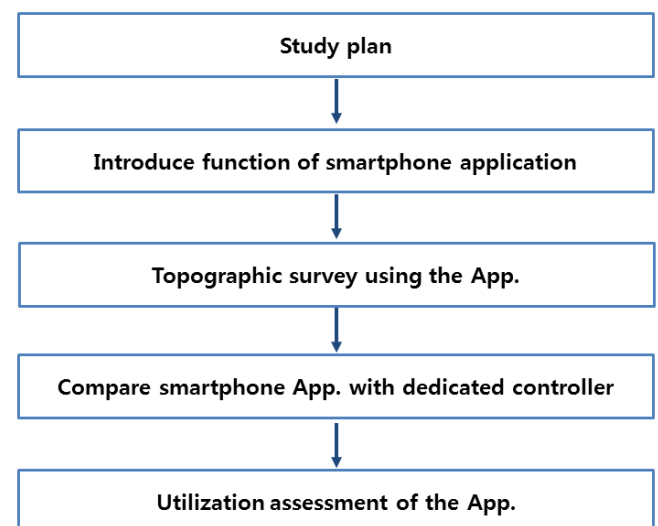 Study plan
Introduce function of smartphone application
Topographic survey using the App.
Compare smartphone App. with dedicated controller
Utilization assessment of the App.